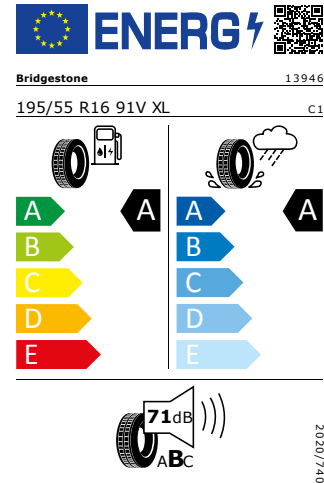 ENERG
Bridgestone 13946
195/55 R16 91V XL C1
A A A A
B B
C C
D D
E E
71dB
ABC
2020/740